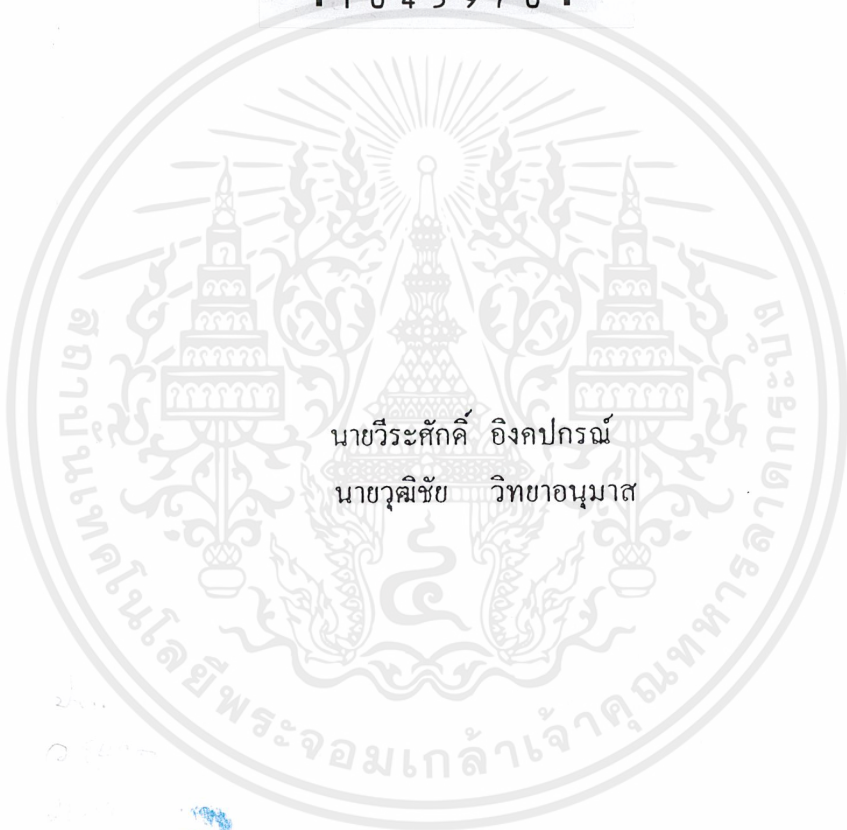 นายวีระศักดิ์ อิงคปกรณ์
นายวุฒิชัย วิทยาอนุมาส
สถาบันเทคโนโลยีพระจอมเกล้าเจ้าคุณทหารลาดกระบัง